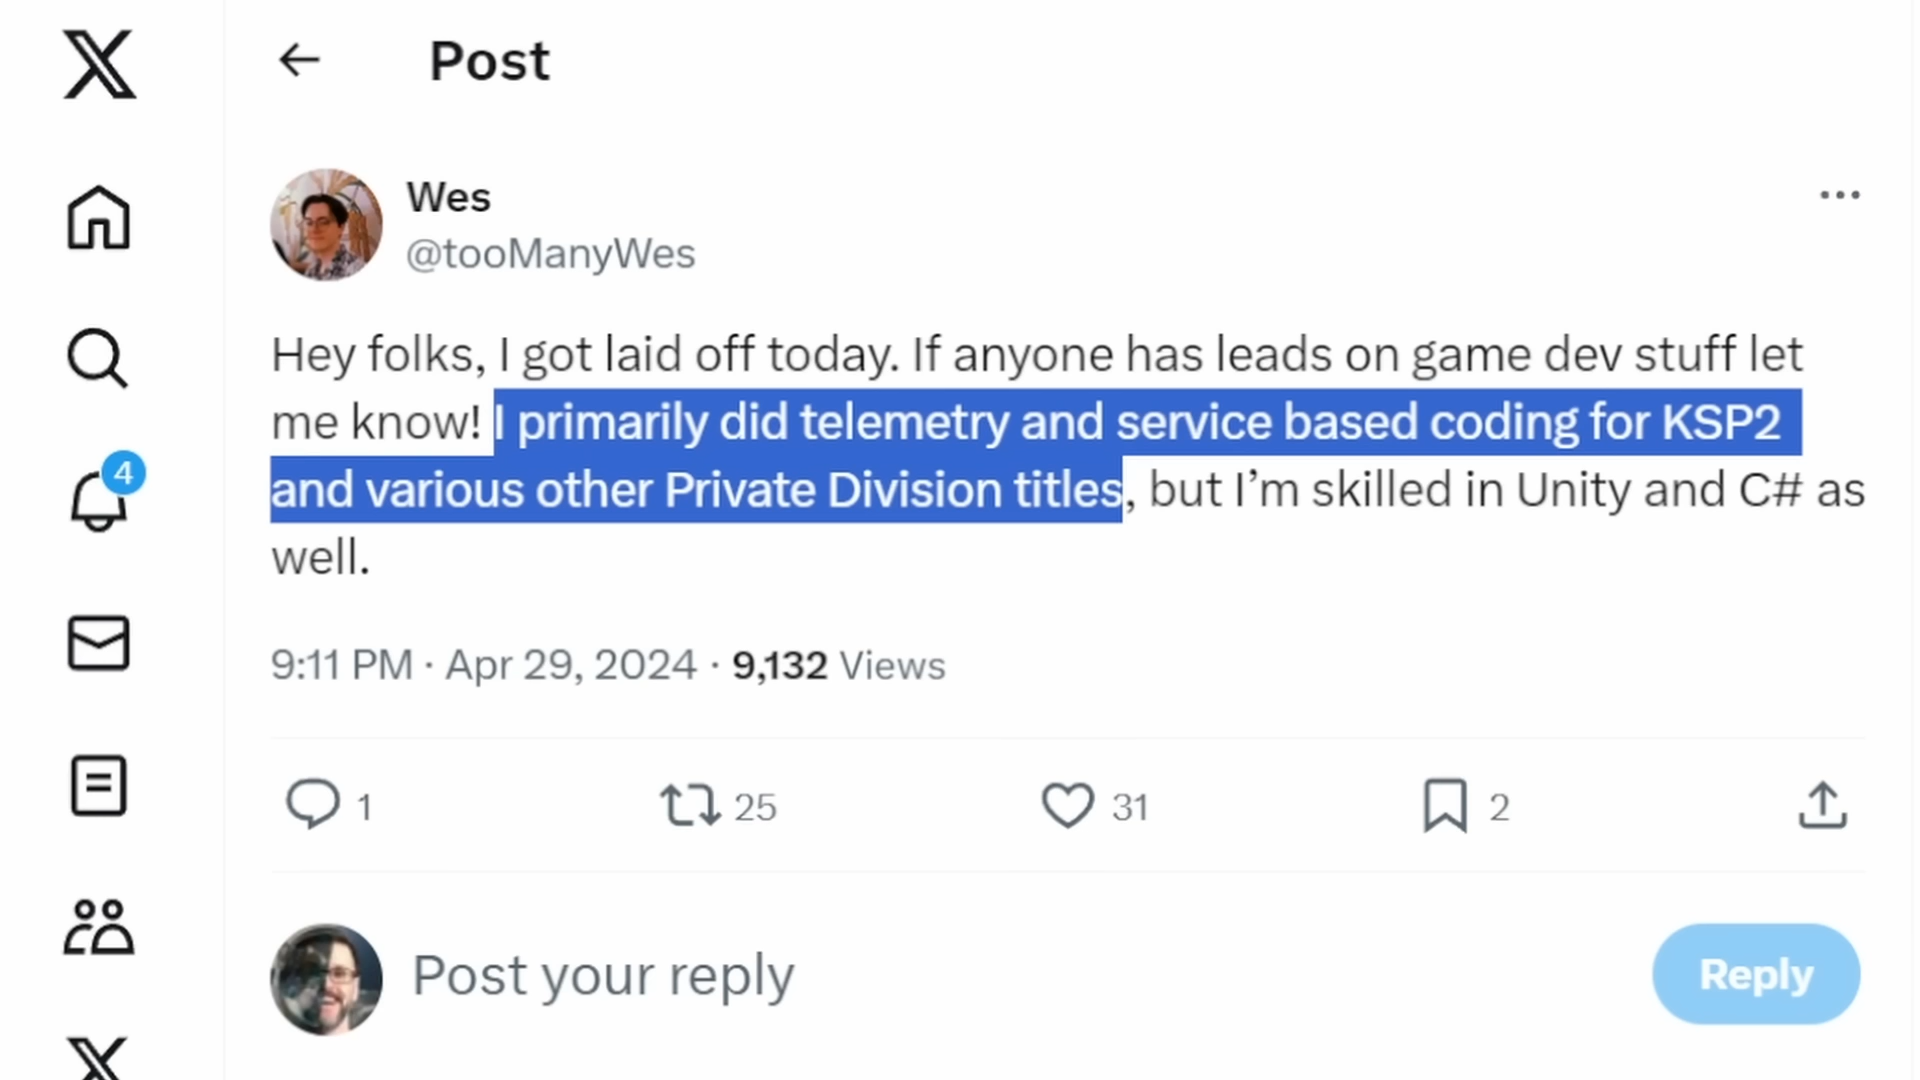 Post
Wes
@tooManyWes
Hey folks, I got laid off today. If anyone has leads on game dev stuff let
me know! I primarily did telemetry and service based coding for KSP2
and various other Private Division titles, but I’m skilled in Unity and C# as
well.
9:11 PM · Apr 29, 2024 · 9,132 Views
4
1 25 31 2
Post your reply
Reply